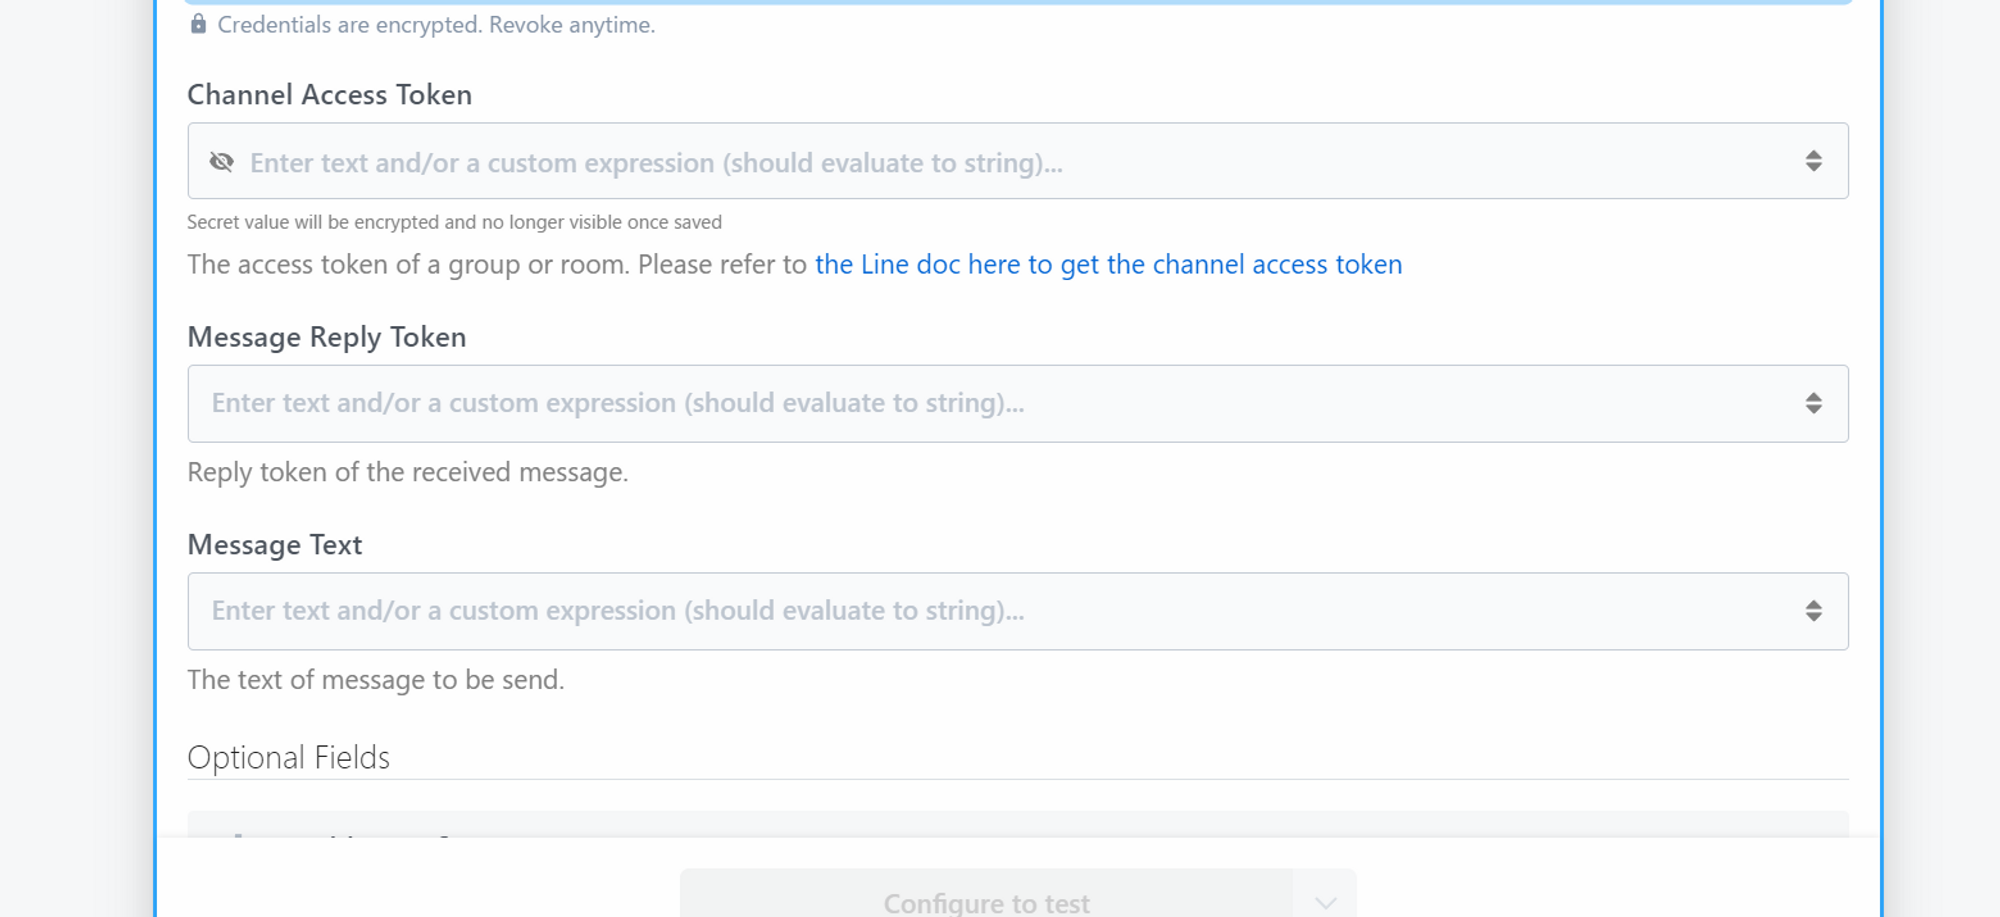 Credentials are encrypted. Revoke anytime.
Channel Access Token
Enter text and/or a custom expression (should evaluate to string)...
Secret value will be encrypted and no longer visible once saved
The access token of a group or room. Please refer to the Line doc here to get the channel access token
Message Reply Token
Enter text and/or a custom expression (should evaluate to string)...
Reply token of the received message.
Message Text
Enter text and/or a custom expression (should evaluate to string)...
The text of message to be send.
Optional Fields
Configure to test